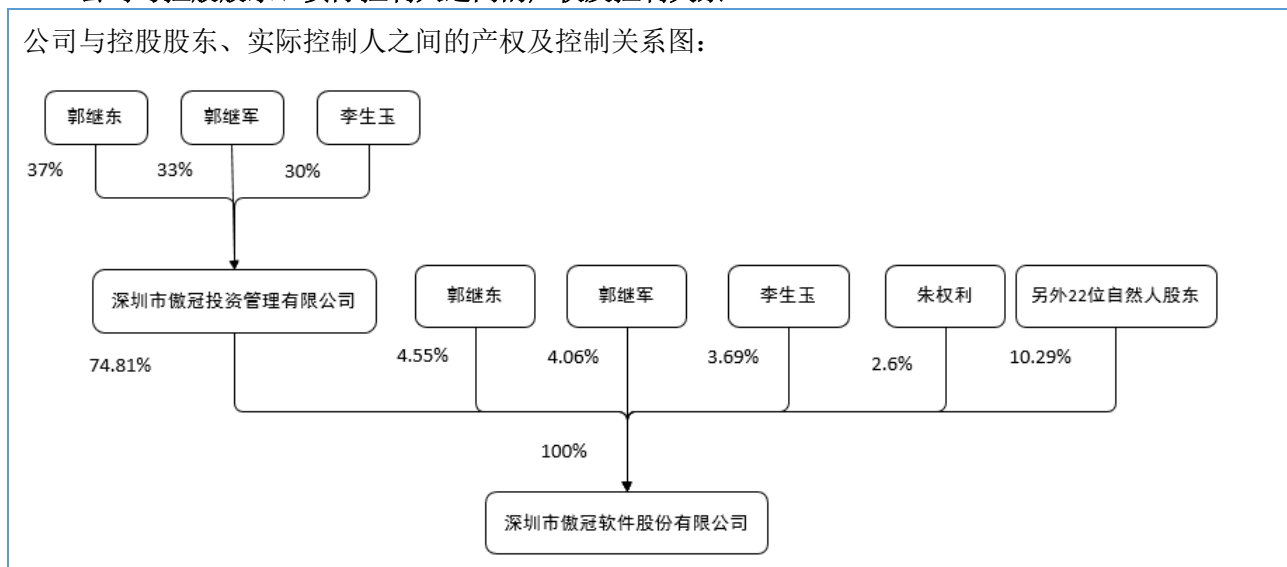 公司与控股股东、实际控制人之间的产权及控制关系图：
郭继东
郭继军
李生玉
37%
33%
30%
深圳市傲冠投资管理有限公司
郭继东
郭继军
李生玉
朱权利
另外22位自然人股东
74.81%
4.55%
4.06%
3.69%
2.6%
10.29%
100%
深圳市傲冠软件股份有限公司